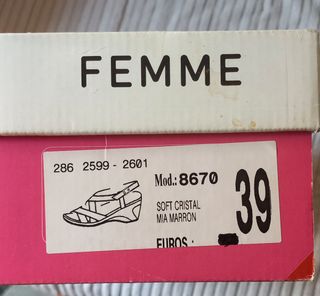 FEMME
286 2599 - 2601
Mod.: 8670
SOFT CRISTAL
MIA MARRON
39
EUROS.